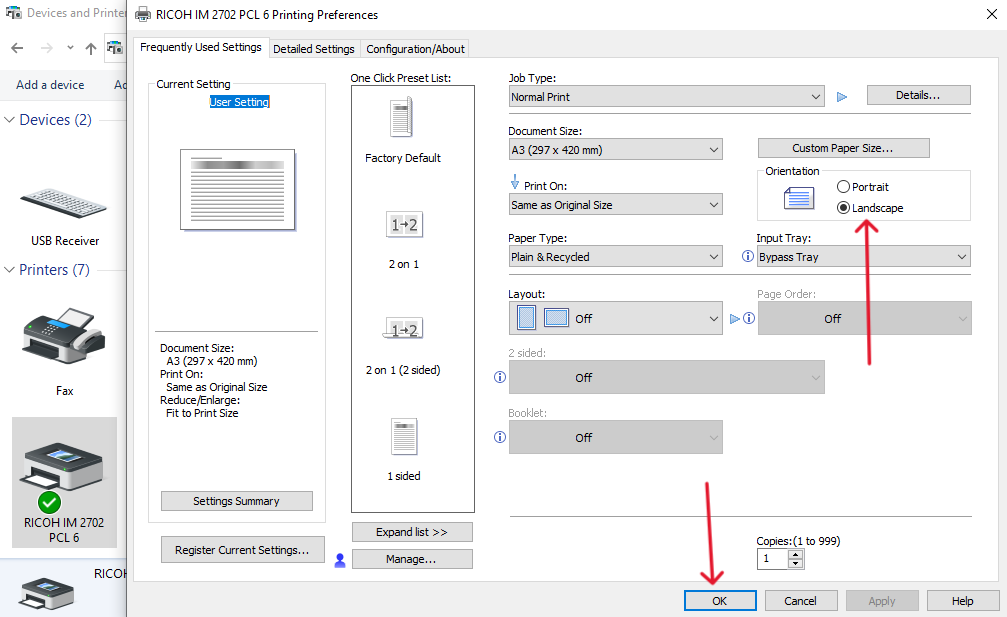 Devices and Printer
RICOH IM 2702 PCL 6 Printing Preferences
Add a device
Devices (2)
USB Receiver
Printers (7)
Fax
RICOH IM 2702
PCL 6
Frequently Used Settings
Detailed Settings
Configuration/About
Current Setting
User Setting
Document Size:
A3 (297 x 420 mm)
Print On:
Same as Original Size
Reduce/Enlarge:
Fit to Print Size
Settings Summary
Register Current Settings...
One Click Preset List:
Factory Default
1→2
2 on 1
1→2
2 on 1 (2 sided)
1 sided
Expand list >>
Manage...
Job Type:
Normal Print
Details...
Document Size:
A3 (297 x 420 mm)
Custom Paper Size...
Print On:
Same as Original Size
Orientation
Portrait
Landscape
Paper Type:
Plain & Recycled
Input Tray:
Bypass Tray
Layout:
Off
Page Order:
Off
2 sided:
Off
Booklet:
Off
Copies:(1 to 999)
1
OK
Cancel
Apply
Help